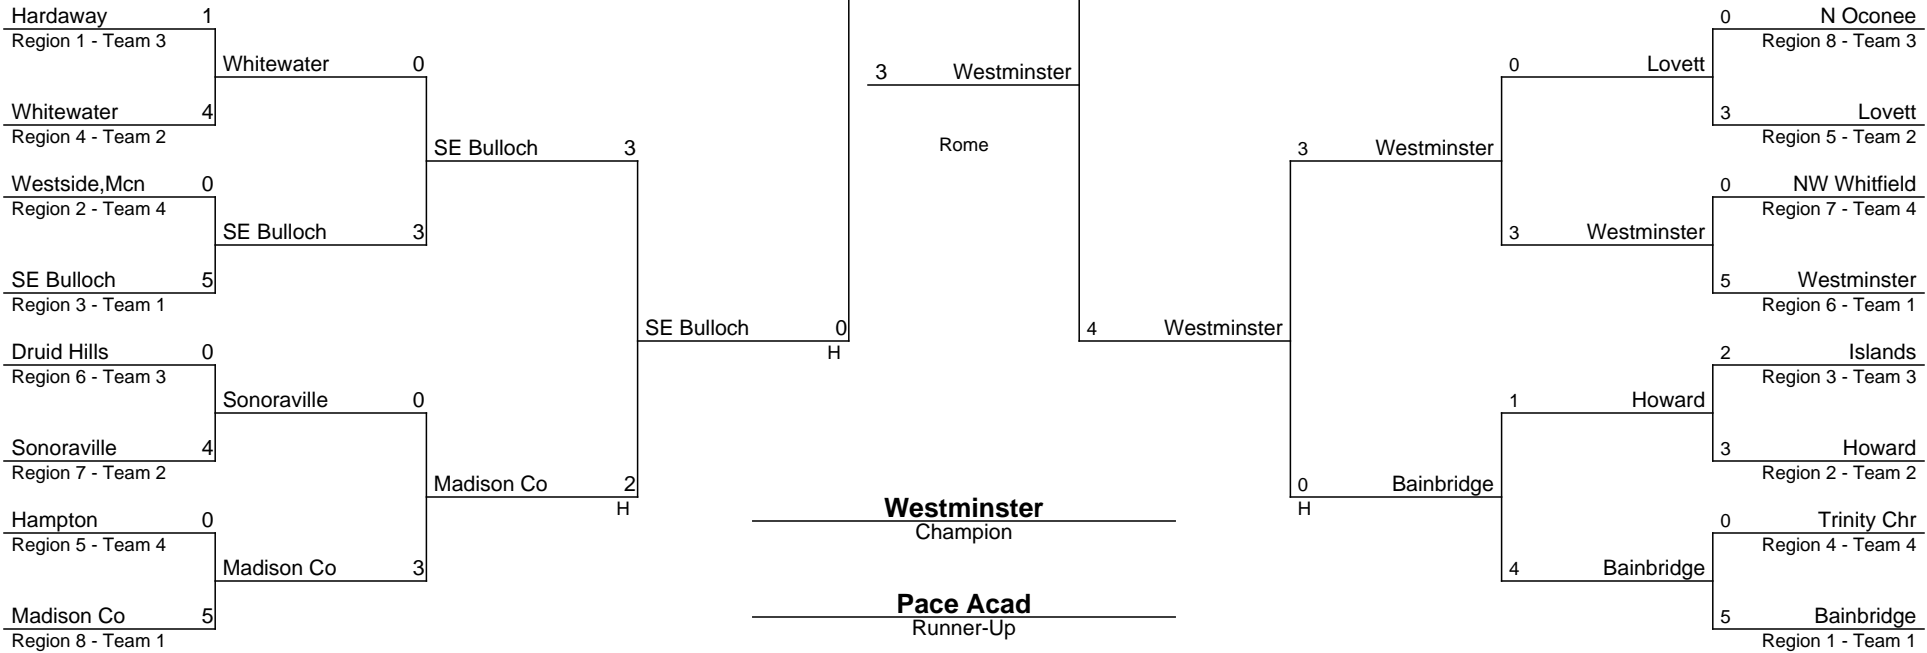 Hardaway 1
Region 1 - Team 3
Whitewater 0
Whitewater 4
Region 4 - Team 2
SE Bulloch 3
Westside,Mcn 0
Region 2 - Team 4
SE Bulloch 3
SE Bulloch 5
Region 3 - Team 1
SE Bulloch 0
H
Druid Hills 0
Region 6 - Team 3
Sonoraville 0
Sonoraville 4
Region 7 - Team 2
Madison Co 2
H
Hampton 0
Region 5 - Team 4
Madison Co 3
Madison Co 5
Region 8 - Team 1
3 Westminster
Rome
Westminster
Champion
Pace Acad
Runner-Up
0 N Oconee
Region 8 - Team 3
0 Lovett
3 Lovett
Region 5 - Team 2
3 Westminster
0 NW Whitfield
Region 7 - Team 4
3 Westminster
5 Westminster
Region 6 - Team 1
4 Westminster
2 Islands
Region 3 - Team 3
1 Howard
3 Howard
Region 2 - Team 2
0 Bainbridge
H
0 Trinity Chr
Region 4 - Team 4
4 Bainbridge
5 Bainbridge
Region 1 - Team 1